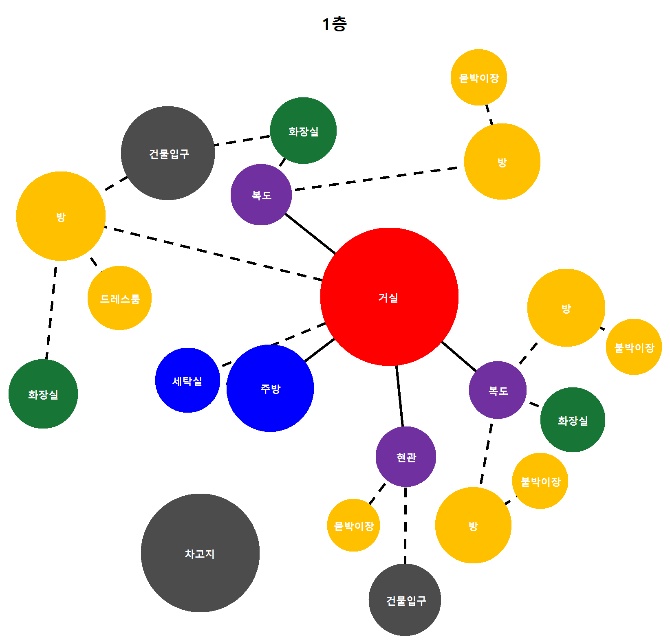 1층
붙박이장
화장실
건물입구
방
복도
방
드레스룸
거실
방
붙박이장
세탁실
주방
복도
화장실
화장실
현관
붙박이장
붙박이장
방
차고지
건물입구